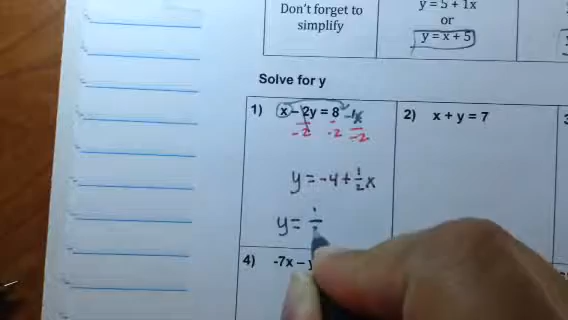 Don't forget to
simplify
y = 5 + 1x
or
y = x + 5
Solve for y
1) x – 2y = 8 -1x
-2 -2 -2
y = -4 + 1/2 x
y = 1
2) x + y = 7
4) -7x –